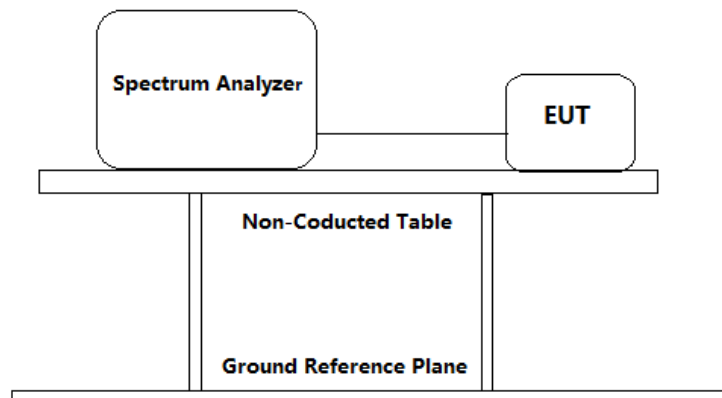 Spectrum Analyzer
EUT
Non-Coducted Table
Ground Reference Plane